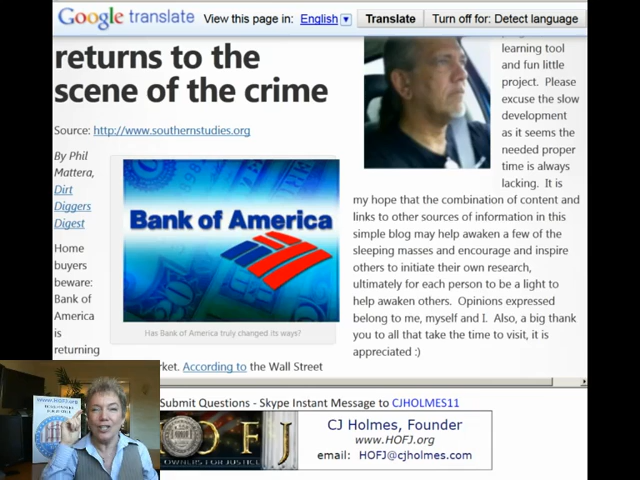 Google translate View this page in: English Translate Turn off for: Detect language
returns to the
scene of the crime
Source: http://www.southernstudies.org
By Phil
Mattera,
Dirt
Diggers
Digest
Home
buyers
beware:
Bank of
America
is
returning
Bank of America
Has Bank of America truly changed its ways?
According to the Wall Street
learning tool
and fun little
project. Please
excuse the slow
development
as it seems the
needed proper
time is always
lacking. It is
my hope that the combination of content and
links to other sources of information in this
simple blog may help awaken a few of the
sleeping masses and encourage and inspire
others to initiate their own research,
ultimately for each person to be a light to
help awaken others. Opinions expressed
belong to me, myself and I. Also, a big thank
you to all that take the time to visit, it is
appreciated :)
Submit Questions - Skype Instant Message to CJHOLMES11
www.HOFJ.org
HOFJ
OWNERS FOR JUSTICE
CJ Holmes, Founder
www.HOFJ.org
email: HOFJ@cjholmes.com